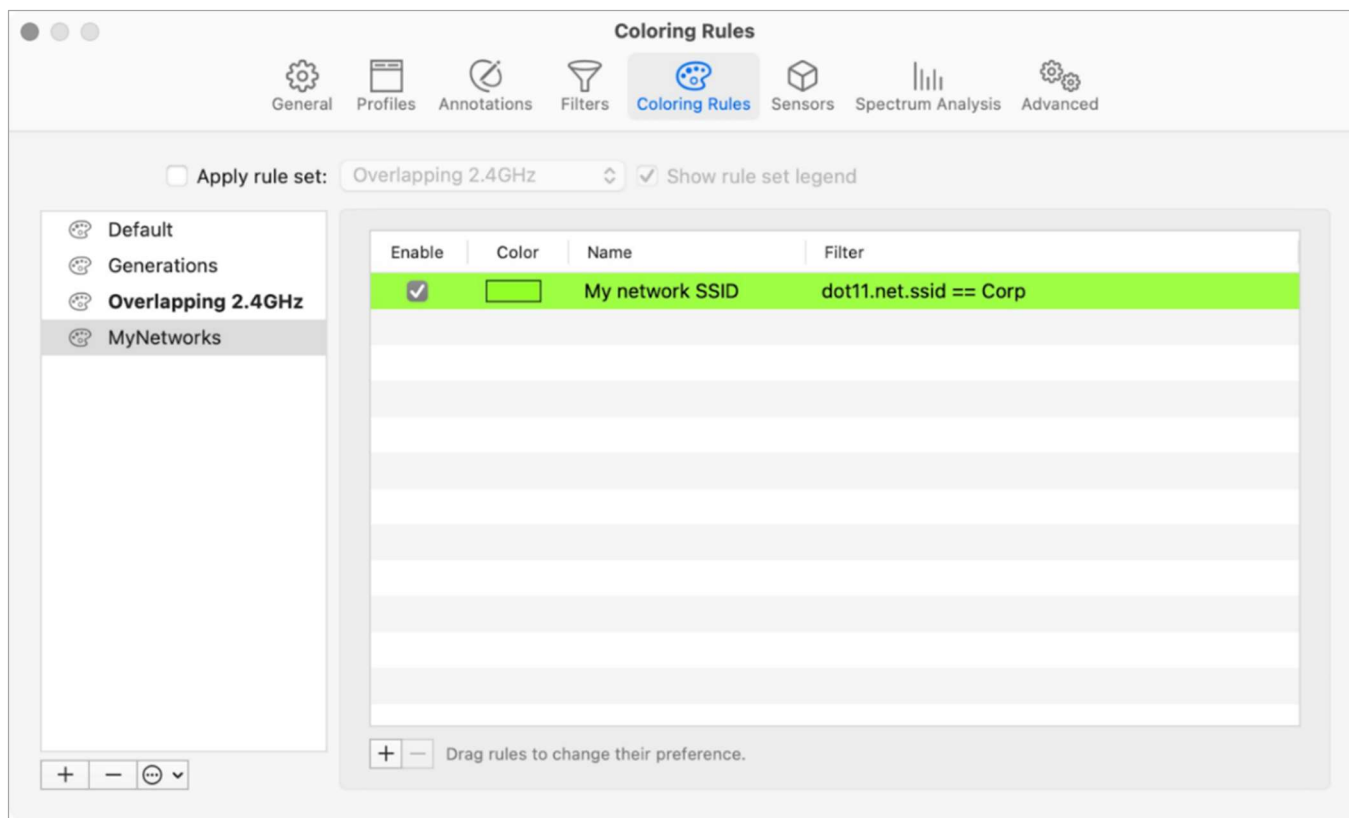 Coloring Rules
General Profiles Annotations Filters Coloring Rules Sensors Spectrum Analysis Advanced
Apply rule set: Overlapping 2.4GHz Show rule set legend
Default
Generations
Overlapping 2.4GHz
MyNetworks
Enable Color Name Filter
My network SSID dot11.net.ssid == Corp
Drag rules to change their preference.